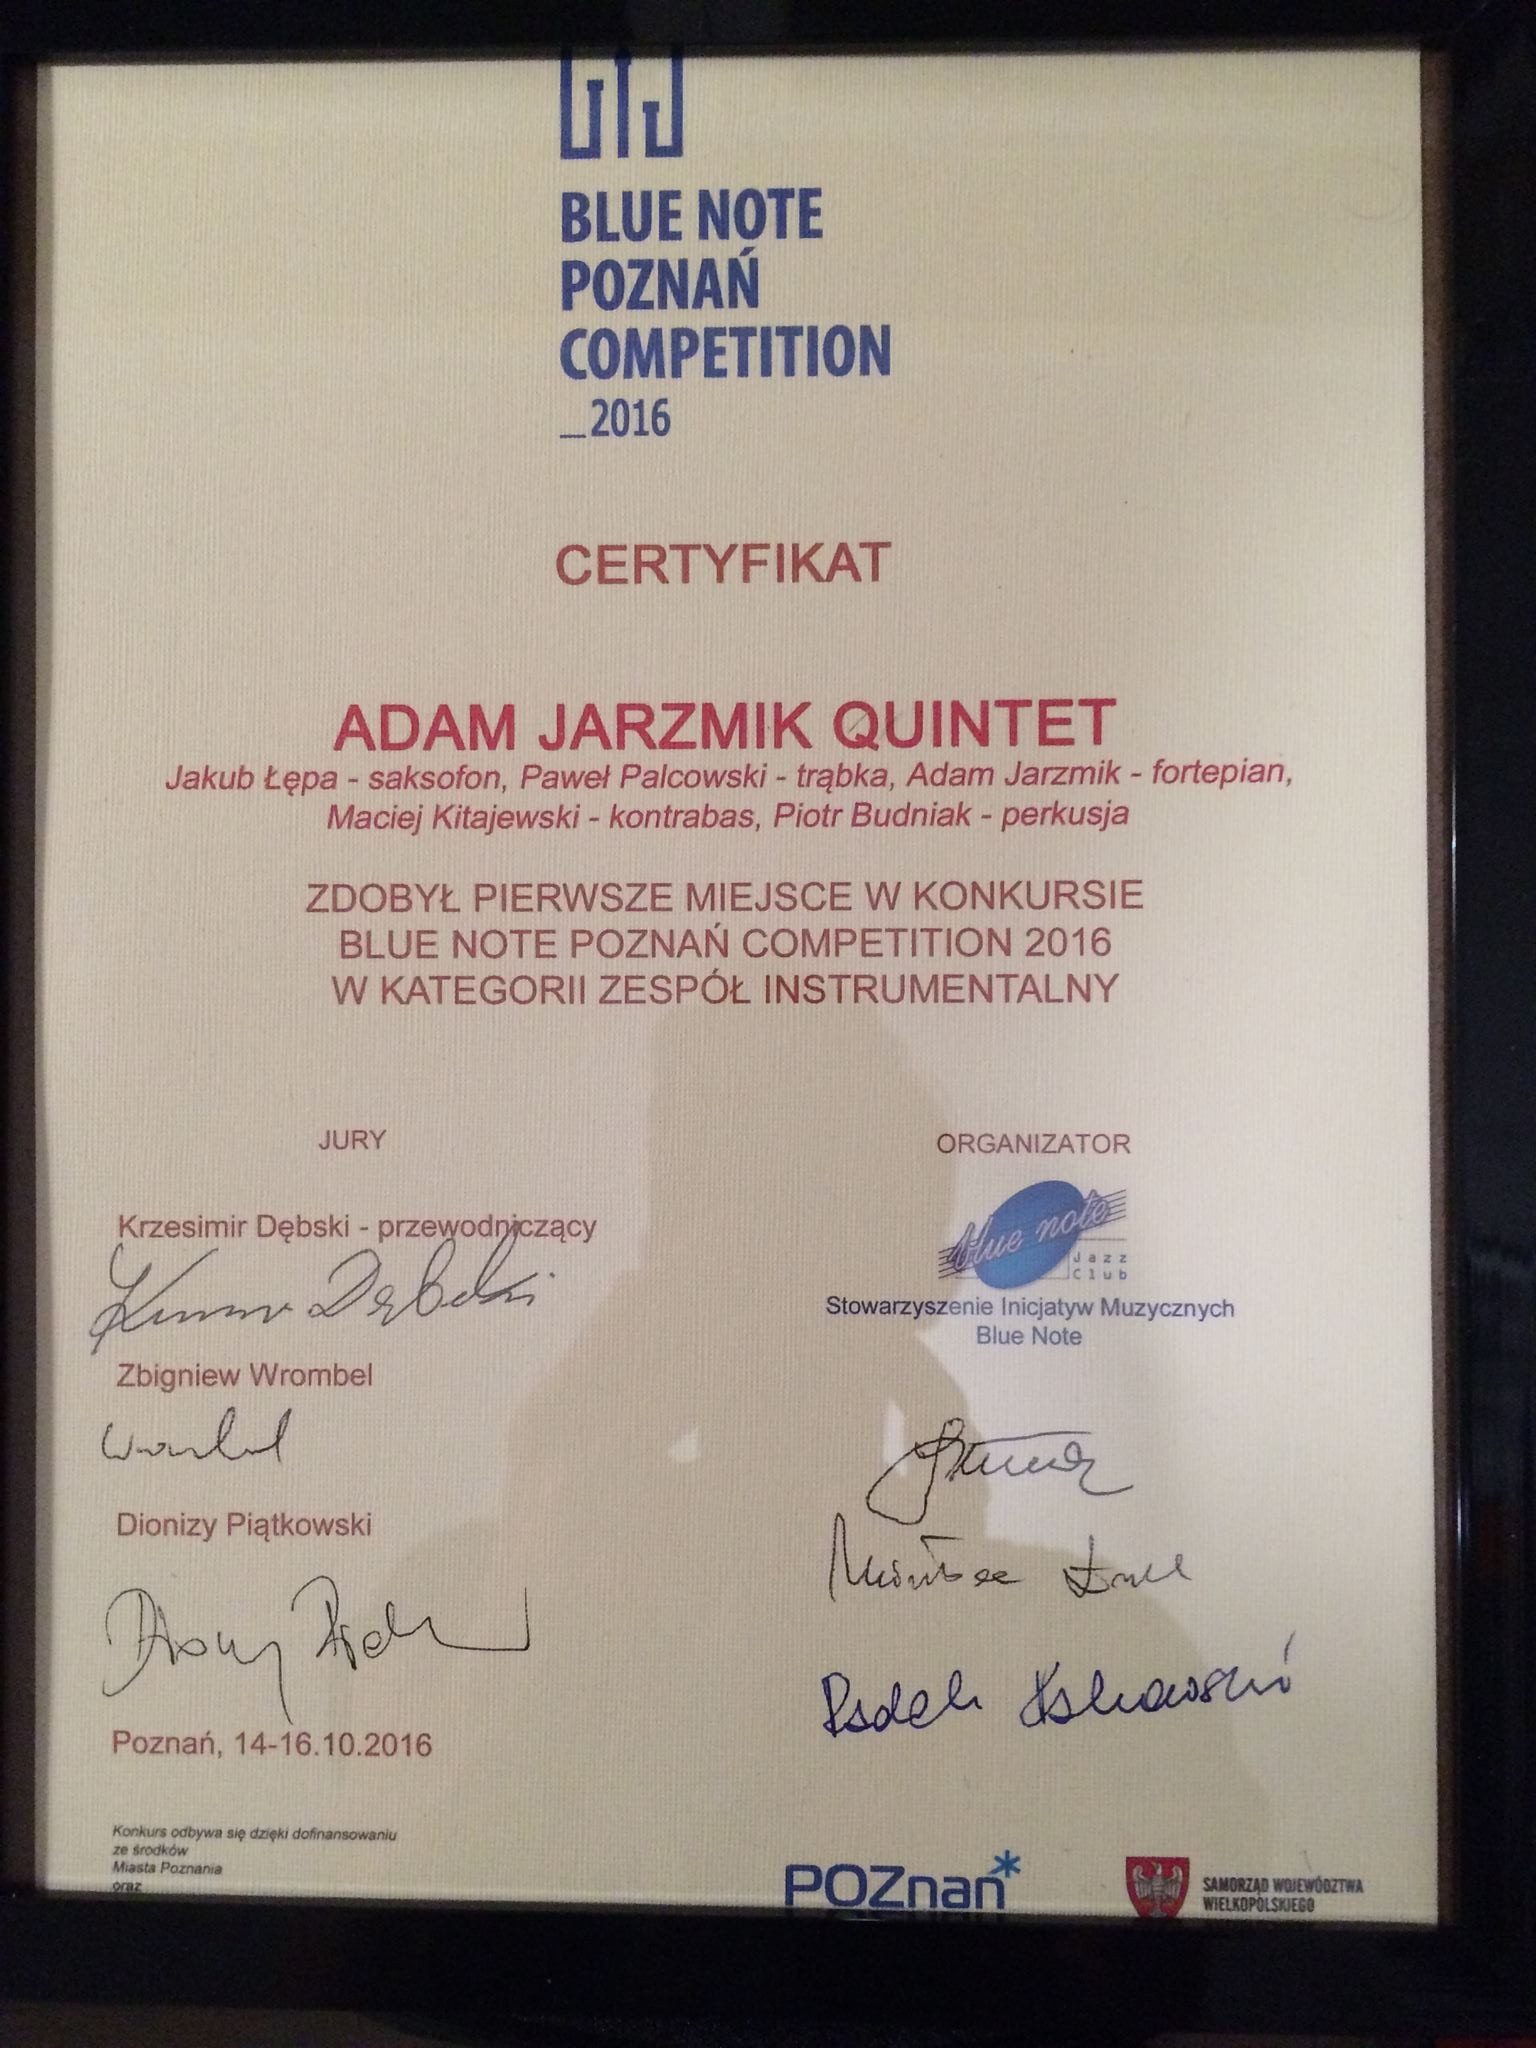 BLUE NOTE
POZNAŃ
COMPETITION
_2016
CERTYFIKAT
ADAM JARZMIK QUINTET
Jakub Łępa - saksofon, Paweł Palcowski - trąbka, Adam Jarzmik - fortepian,
Maciej Kitajewski - kontrabas, Piotr Budniak - perkusja
ZDOBYŁ PIERWSZE MIEJSCE W KONKURSIE
BLUE NOTE POZNAŃ COMPETITION 2016
W KATEGORII ZESPÓŁ INSTRUMENTALNY
JURY
Krzesimir Dębski - przewodniczący
Dębski
Zbigniew Wrombel
Dionizy Piątkowski
Poznań, 14-16.10.2016
Konkurs odbywa się dzięki dofinansowaniu
ze środków
Miasta Poznania
oraz
ORGANIZATOR
blue note
Jazz
Club
Stowarzyszenie Inicjatyw Muzycznych
Blue Note
Radek
POZnan*
SAMORZĄD WOJEWÓDZTWA
WIELKOPOLSKIEGO